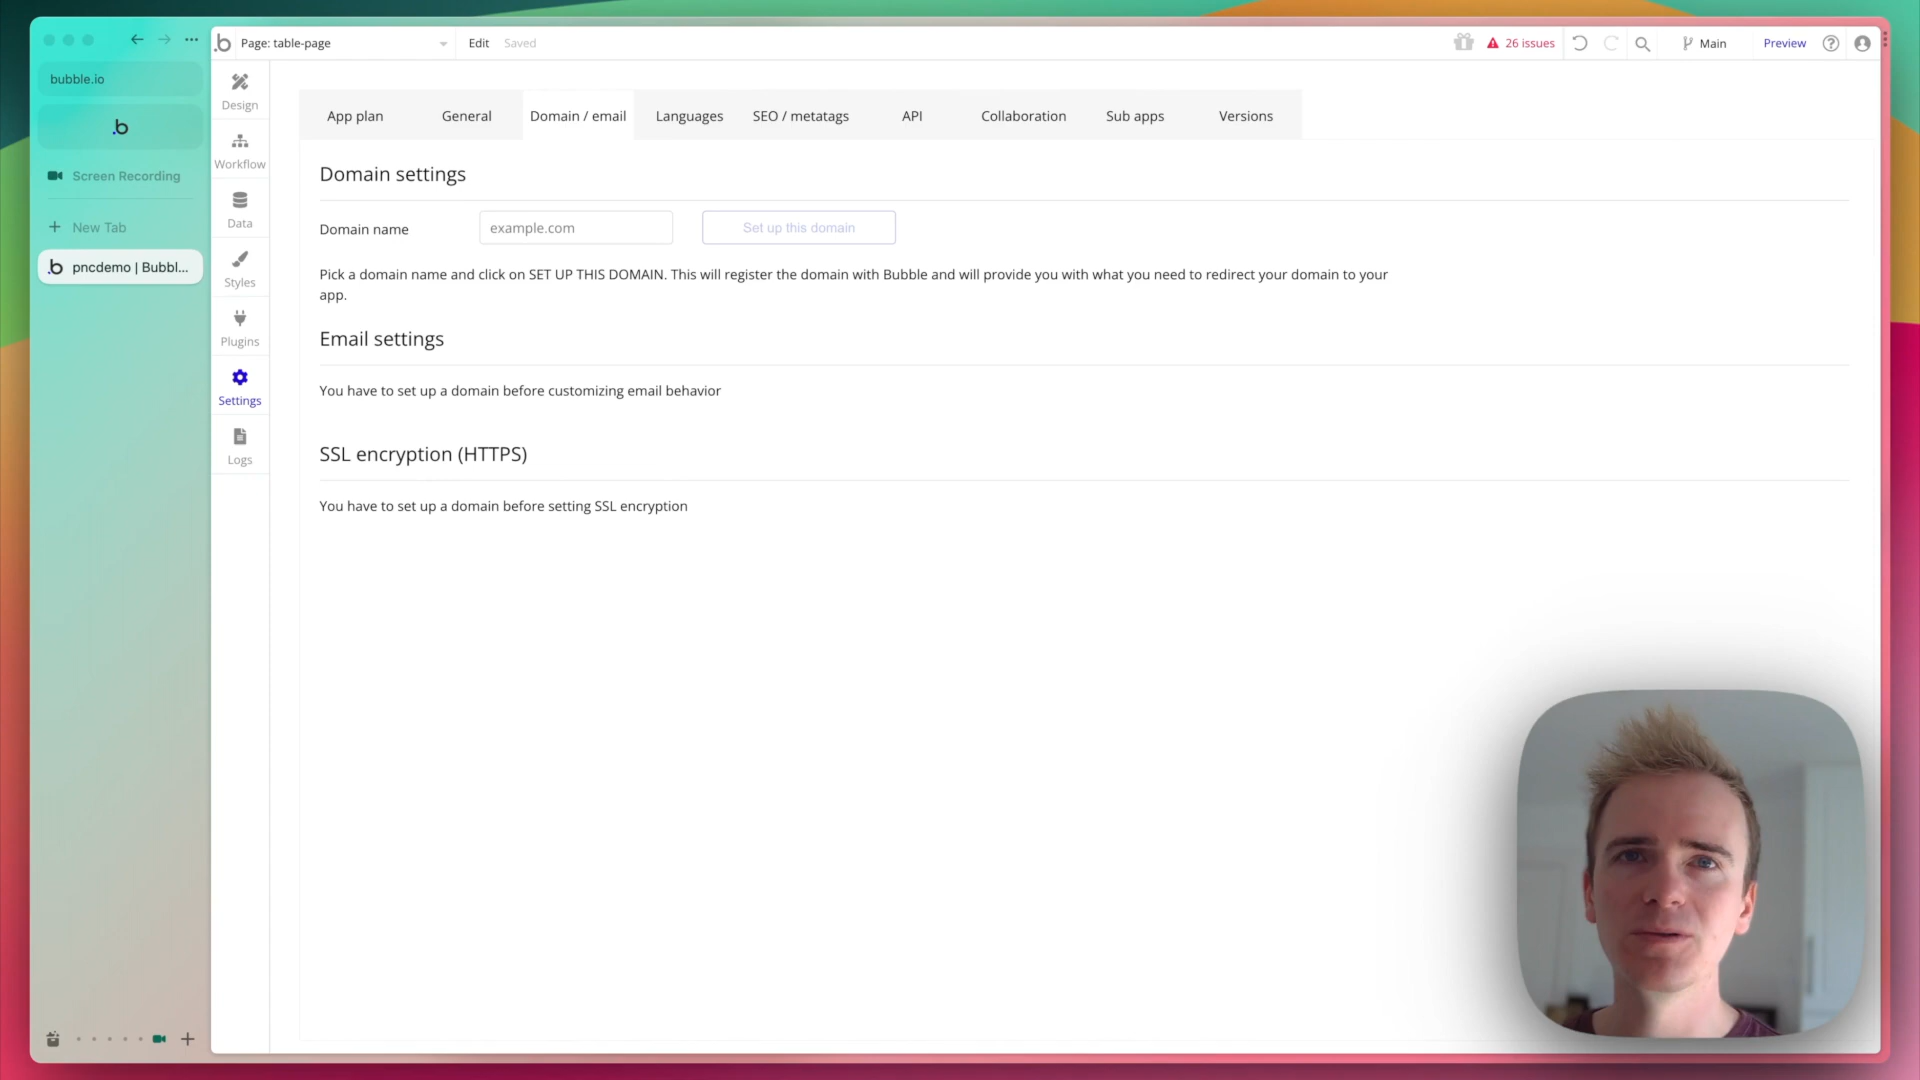 Page: table-page
Edit
Saved
26 issues
Main
Preview
bubble.io
.b
Screen Recording
New Tab
pncdemo | Bubbl...
Design
Workflow
Data
Styles
Plugins
Settings
Logs
App plan
General
Domain / email
Languages
SEO / metatags
API
Collaboration
Sub apps
Versions
Domain settings
Domain name
example.com
Set up this domain
Pick a domain name and click on SET UP THIS DOMAIN. This will register the domain with Bubble and will provide you with what you need to redirect your domain to your
app.
Email settings
You have to set up a domain before customizing email behavior
SSL encryption (HTTPS)
You have to set up a domain before setting SSL encryption